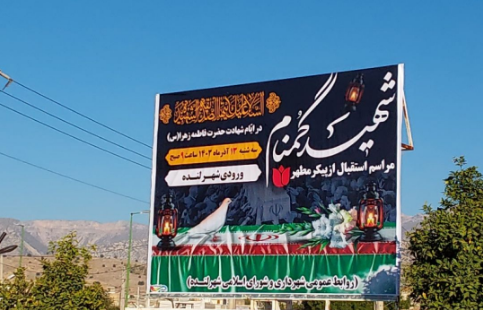 در ایام شهادت حضرت فاطمه زهرا(س)
سه شنبه ۱۳ آذر ماه ۱۴۰۳ ساعت ۹ صبح
ورودی شهر لنده
شهید گمنام
مراسم استقبال از پیکر مطهر
(روابط عمومی شهرداری و شورای اسلامی شهر لنده)